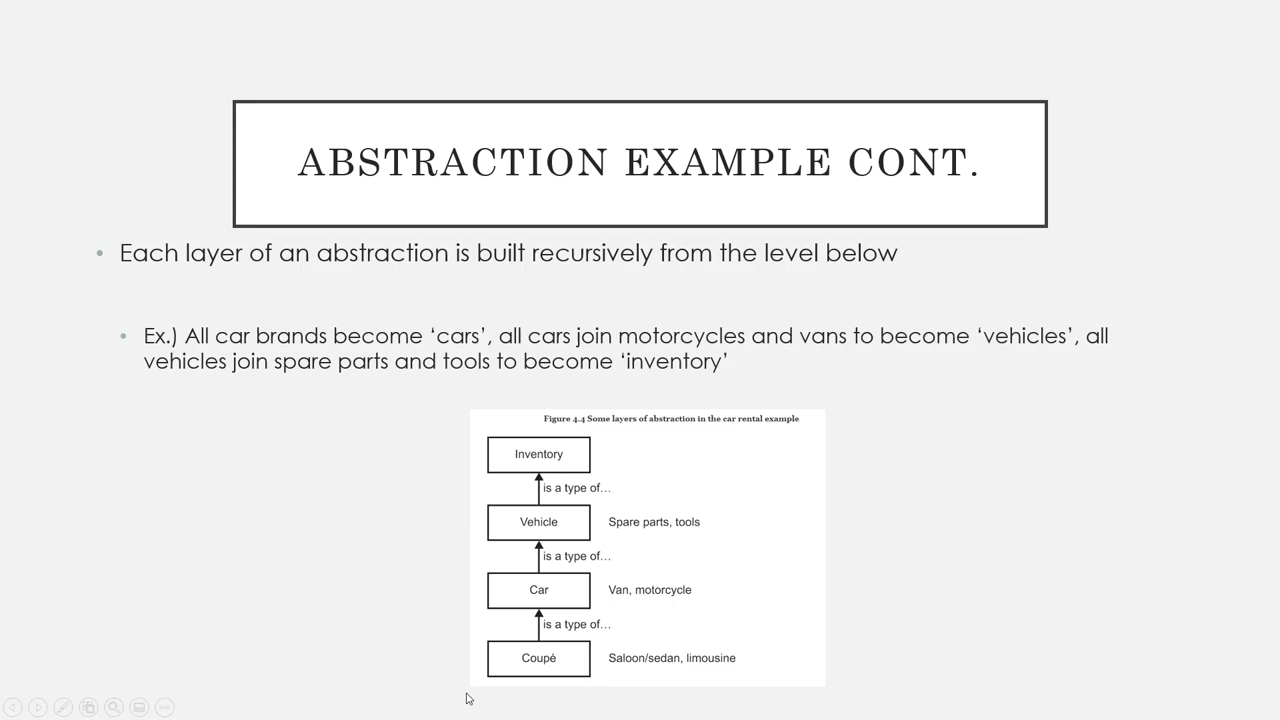 ABSTRACTION EXAMPLE CONT.
• Each layer of an abstraction is built recursively from the level below
• Ex.) All car brands become ‘cars’, all cars join motorcycles and vans to become ‘vehicles’, all
vehicles join spare parts and tools to become ‘inventory’
Figure 4.4 Some layers of abstraction in the car rental example
Inventory
is a type of…
Vehicle Spare parts, tools
is a type of…
Car Van, motorcycle
is a type of…
Coupé Saloon/sedan, limousine